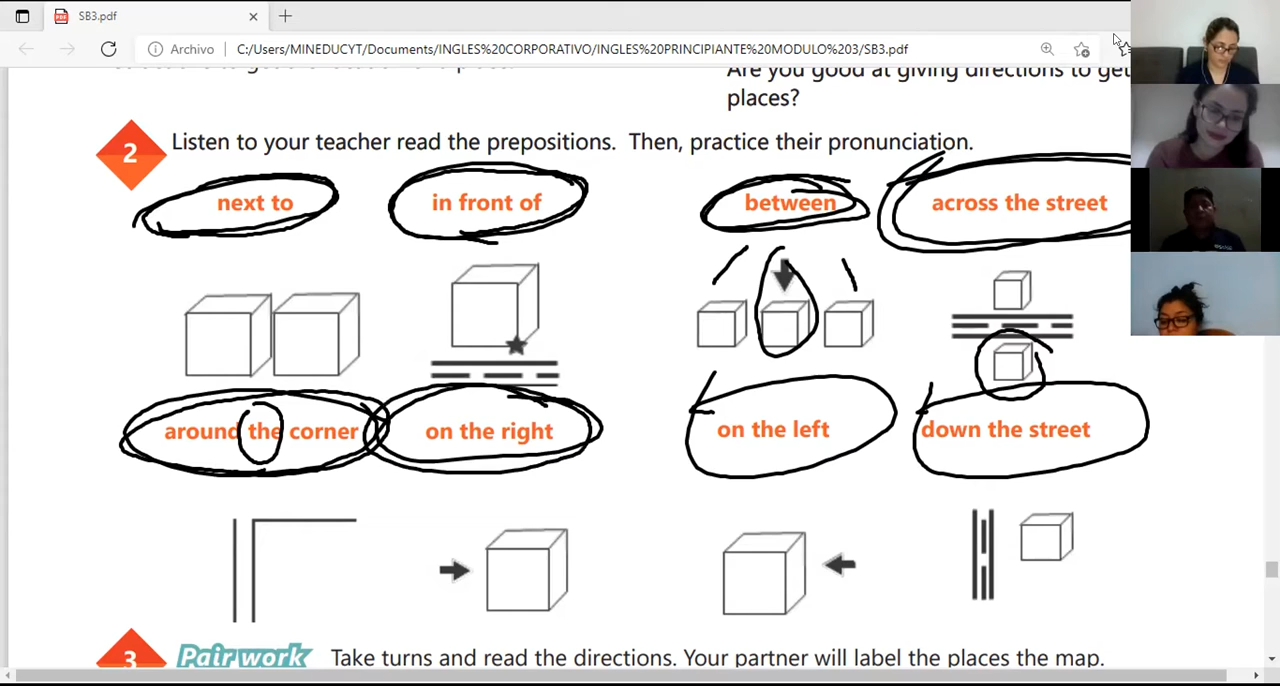 SB3.pdf
Archivo C:/Users/MINEDUCYT/Documents/INGLES%20CORPORATIVO/INGLES%20PRINCIPIANTE%20MODULO%203/SB3.pdf
Are you good at giving directions to get
places?
2 Listen to your teacher read the prepositions. Then, practice their pronunciation.
next to in front of between across the street
around the corner on the right on the left down the street
3 Pair work Take turns and read the directions. Your partner will label the places the map.